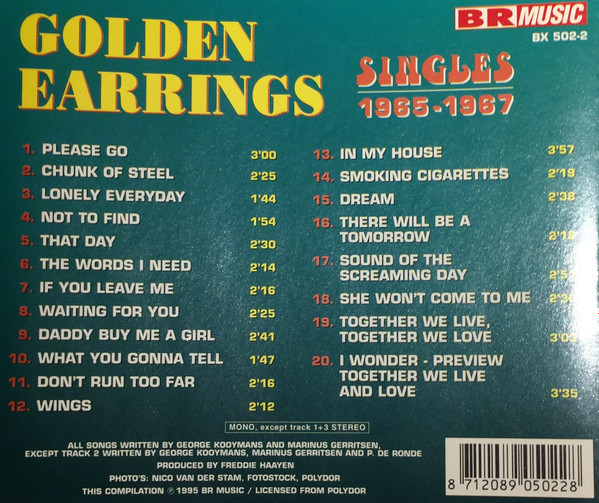 GOLDEN
EARRINGS
BR MUSIC
BX 502-2
SINGLES
1965-1967
1. PLEASE GO 3'00
2. CHUNK OF STEEL 2'25
3. LONELY EVERYDAY 1'44
4. NOT TO FIND 1'54
5. THAT DAY 2'30
6. THE WORDS I NEED 2'14
7. IF YOU LEAVE ME 2'16
8. WAITING FOR YOU 2'25
9. DADDY BUY ME A GIRL 2'41
10. WHAT YOU GONNA TELL 1'47
11. DON'T RUN TOO FAR 2'16
12. WINGS 2'12
13. IN MY HOUSE 3'57
14. SMOKING CIGARETTES 2'19
15. DREAM 2'38
16. THERE WILL BE A
TOMORROW
17. SOUND OF THE
SCREAMING DAY
18. SHE WON'T COME TO ME
19. TOGETHER WE LIVE,
TOGETHER WE LOVE
20. I WONDER - PREVIEW
TOGETHER WE LIVE
AND LOVE 3'35
MONO, except track 1+3 STEREO
ALL SONGS WRITTEN BY GEORGE KOOYMANS AND MARINUS GERRITSEN,
EXCEPT TRACK 2 WRITTEN BY GEORGE KOOYMANS, MARINUS GERRITSEN AND P. DE RONDE
PRODUCED BY FREDDIE HAAYEN
PHOTO'S: NICO VAN DER STAM, FOTOSTOCK, POLYDOR
THIS COMPILATION ℗ 1995 BR MUSIC / LICENSED FROM POLYDOR
8 712089 050228